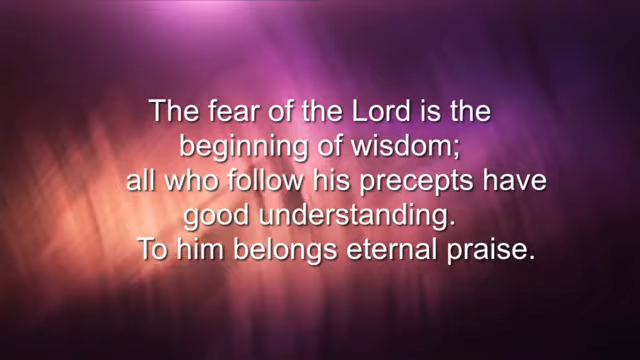 The fear of the Lord is the
beginning of wisdom;
all who follow his precepts have
good understanding.
To him belongs eternal praise.